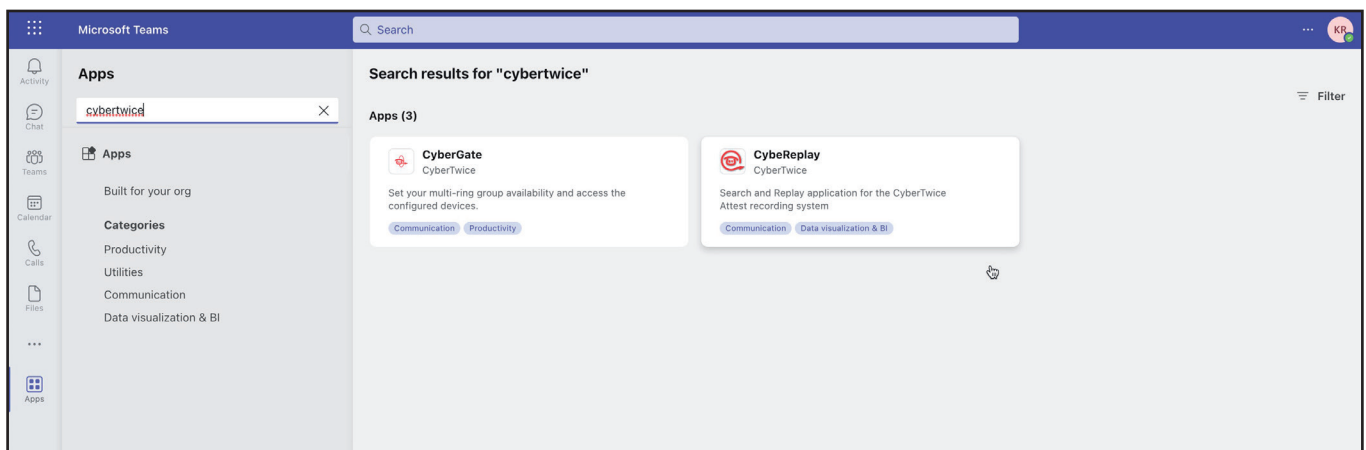 Microsoft Teams
Search
KR
Activity
Chat
Teams
Calendar
Calls
Files
Apps
Apps
cybertwice
Apps
Built for your org
Categories
Productivity
Utilities
Communication
Data visualization & BI
Search results for "cybertwice"
Filter
Apps (3)
CyberGate
CyberTwice
Set your multi-ring group availability and access the
configured devices.
Communication Productivity
CybeReplay
CyberTwice
Search and Replay application for the CyberTwice
Attest recording system
Communication Data visualization & BI